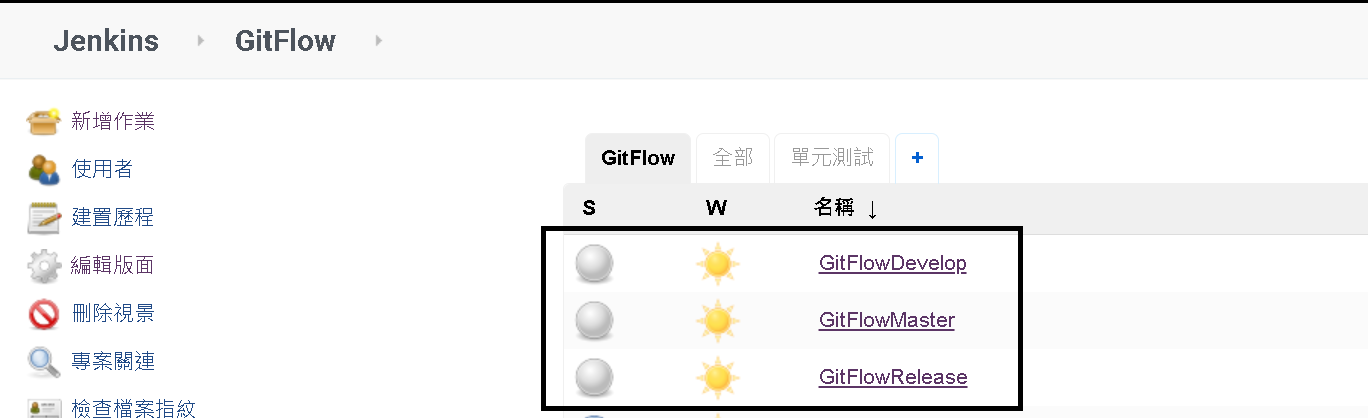 Jenkins GitFlow
新增作業
使用者
建置歷程
編輯版面
刪除視景
專案關連
檢查檔案指紋
GitFlow 全部 單元測試 +
S W 名稱 ↓
GitFlowDevelop
GitFlowMaster
GitFlowRelease